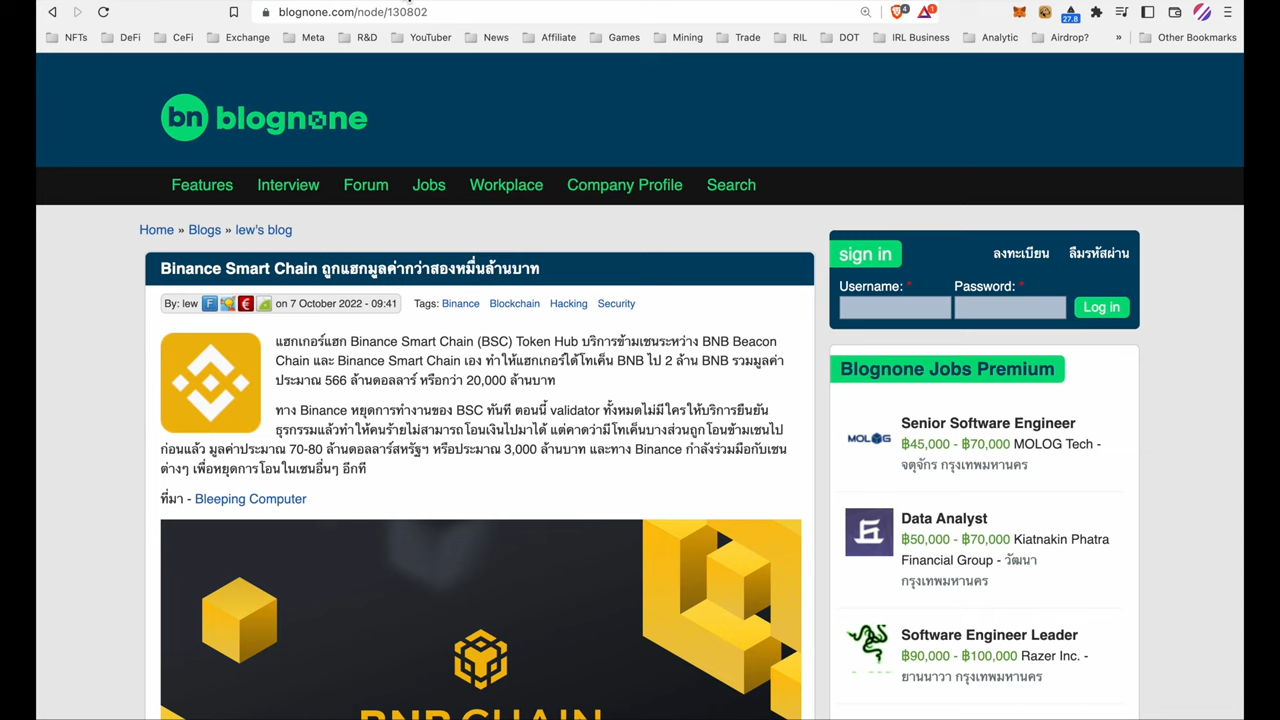 blognone.com/node/130802
4
1
27.8
NFTs DeFi CeFi Exchange Meta R&D YouTuber News Affiliate Games Mining Trade RIL DOT IRL Business Analytic Airdrop? » Other Bookmarks
bn blognone
Features Interview Forum Jobs Workplace Company Profile Search
Home » Blogs » lew's blog
Binance Smart Chain ถูกแฮกมูลค่ากว่าสองหมื่นล้านบาท
By: lew on 7 October 2022 - 09:41 Tags: Binance Blockchain Hacking Security
แฮกเกอร์แฮก Binance Smart Chain (BSC) Token Hub บริการข้ามเชนระหว่าง BNB Beacon
Chain และ Binance Smart Chain เอง ทำให้แฮกเกอร์ได้โทเค็น BNB ไป 2 ล้าน BNB รวมมูลค่า
ประมาณ 566 ล้านดอลลาร์ หรือกว่า 20,000 ล้านบาท
ทาง Binance หยุดการทำงานของ BSC ทันที ตอนนี้ validator ทั้งหมดไม่มีใครให้บริการยืนยัน
ธุรกรรมแล้วทำให้คนร้ายไม่สามารถโอนเงินไปมาได้ แต่คาดว่ามีโทเค็นบางส่วนถูกโอนข้ามเชนไป
ก่อนแล้ว มูลค่าประมาณ 70-80 ล้านดอลลาร์สหรัฐฯ หรือประมาณ 3,000 ล้านบาท และทาง Binance กำลังร่วมมือกับเชน
ต่างๆ เพื่อหยุดการโอนในเชนอื่นๆ อีกที
ที่มา - Bleeping Computer
BNB CHAIN
sign in ลงทะเบียน ลืมรหัสผ่าน
Username: * Password: *
Log in
Blognone Jobs Premium
MOLOG
Senior Software Engineer
฿45,000 - ฿70,000 MOLOG Tech -
จตุจักร กรุงเทพมหานคร
Data Analyst
฿50,000 - ฿70,000 Kiatnakin Phatra
Financial Group - วัฒนา
กรุงเทพมหานคร
Software Engineer Leader
฿90,000 - ฿100,000 Razer Inc. -
ยานนาวา กรุงเทพมหานคร